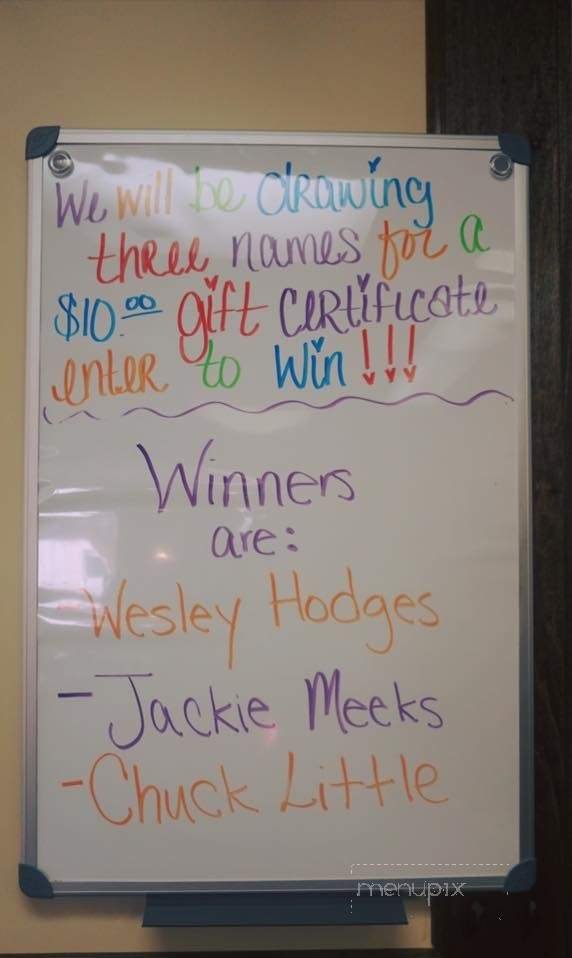 We will be drawing
three names for a
$10.00 gift certificate
enter to win!!!
Winners
are:
- Wesley Hodges
- Jackie Meeks
- Chuck Little
menupix